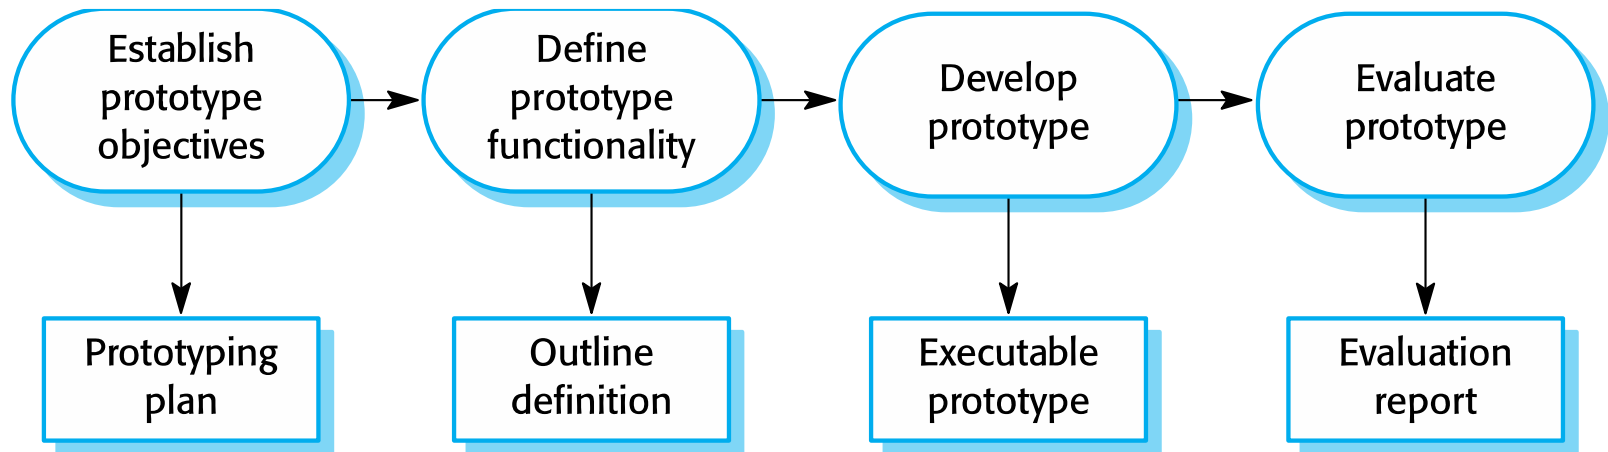 Establish
prototype
objectives
Define
prototype
functionality
Develop
prototype
Evaluate
prototype
Prototyping
plan
Outline
definition
Executable
prototype
Evaluation
report